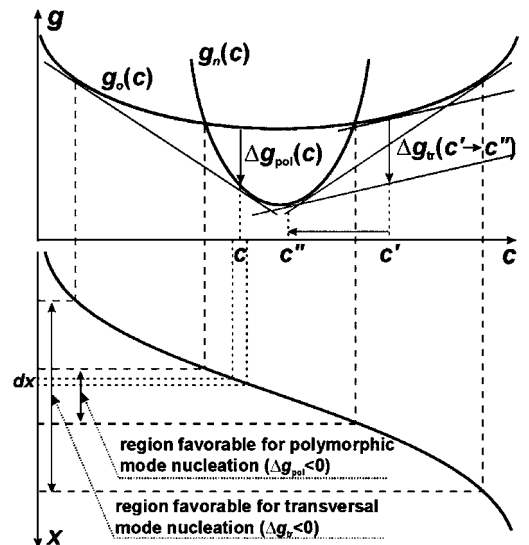 g
gₙ(c)
gₒ(c)
Δg_pol(c)
Δg_tr(c'→c'')
c
c''
c'
c
dx
region favorable for polymorphic
mode nucleation (Δg_pol<0)
region favorable for transversal
mode nucleation (Δg_tr<0)
x